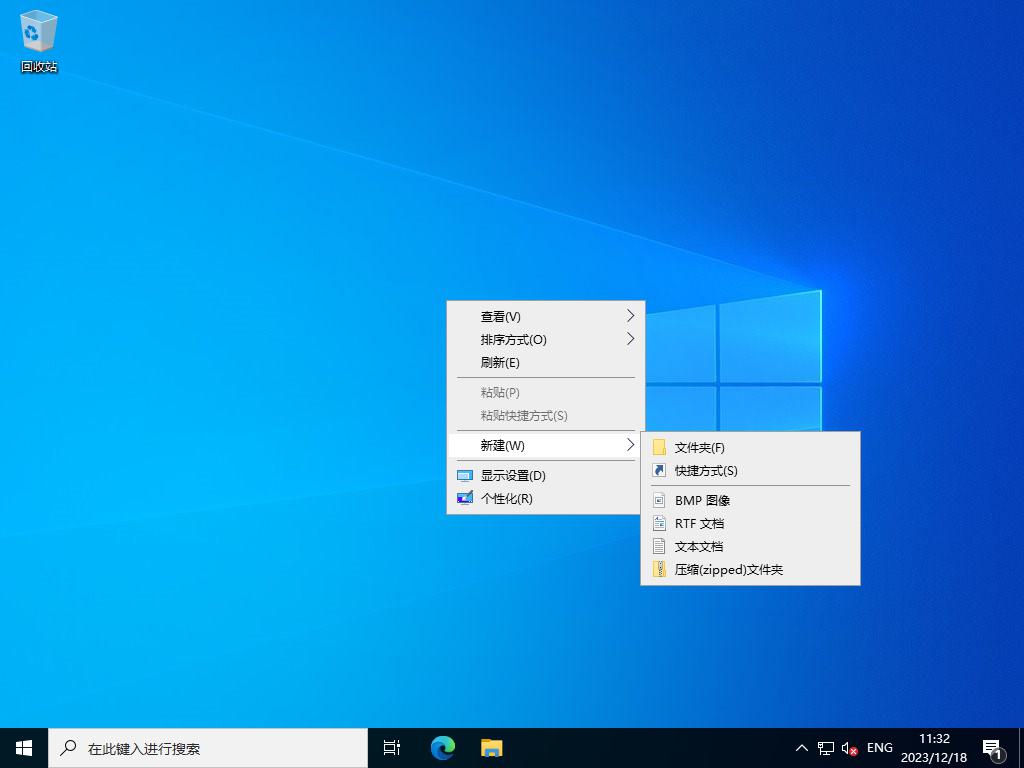 回收站
查看(V)
排序方式(O)
刷新(E)
粘贴(P)
粘贴快捷方式(S)
新建(W)
显示设置(D)
个性化(R)
文件夹(F)
快捷方式(S)
BMP 图像
RTF 文档
文本文档
压缩(zipped)文件夹
在此键入进行搜索
ENG
11:32
2023/12/18
1